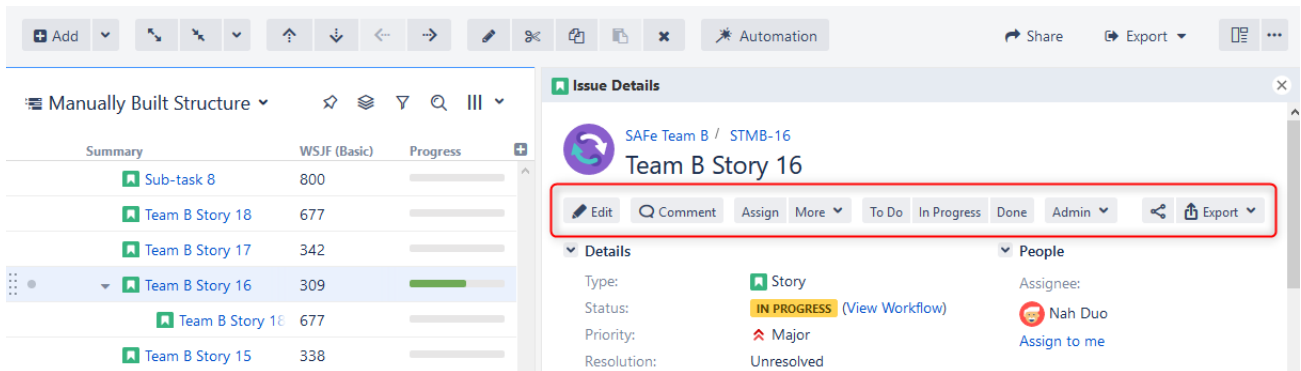 Add
Automation
Share
Export
Manually Built Structure
Summary WSJF (Basic) Progress
Sub-task 8 800
Team B Story 18 677
Team B Story 17 342
Team B Story 16 309
Team B Story 18 677
Team B Story 15 338
Issue Details
SAFe Team B / STMB-16
Team B Story 16
Edit Comment Assign More To Do In Progress Done Admin Export
Details
Type: Story
Status: IN PROGRESS (View Workflow)
Priority: Major
Resolution: Unresolved
People
Assignee:
Nah Duo
Assign to me